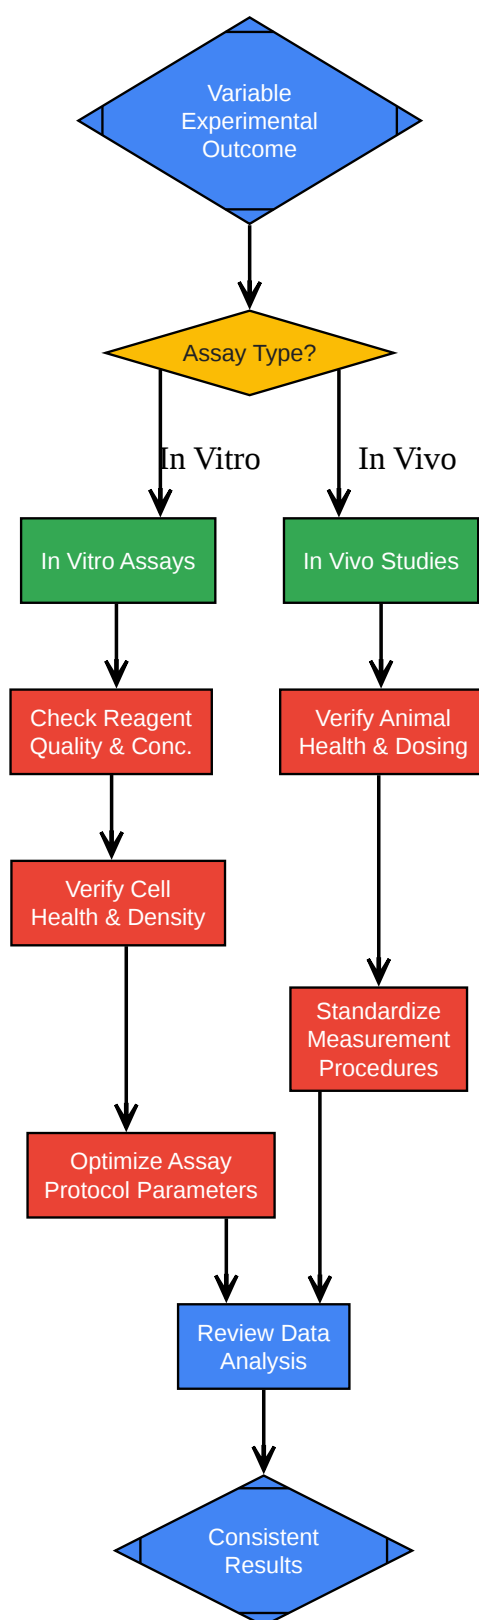 Variable
Experimental
Outcome
Assay Type?
In Vitro
In Vivo
In Vitro Assays
In Vivo Studies
Check Reagent
Quality & Conc.
Verify Animal
Health & Dosing
Verify Cell
Health & Density
Standardize
Measurement
Procedures
Optimize Assay
Protocol Parameters
Review Data
Analysis
Consistent
Results